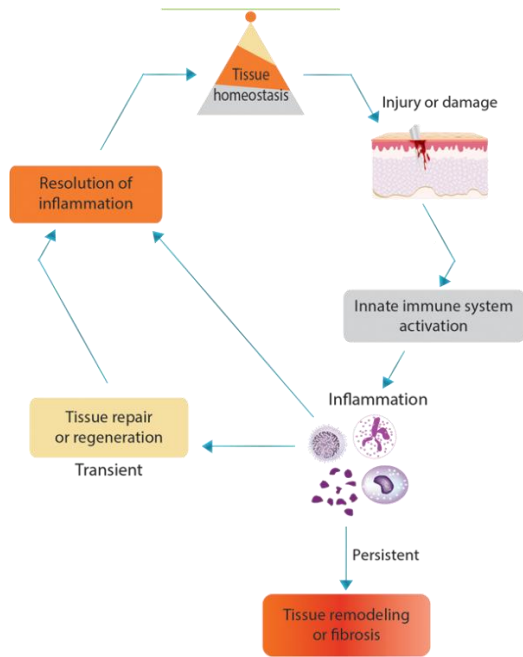 Tissue
homeostasis
Injury or damage
Resolution of
inflammation
Innate immune system
activation
Inflammation
Tissue repair
or regeneration
Transient
Persistent
Tissue remodeling
or fibrosis